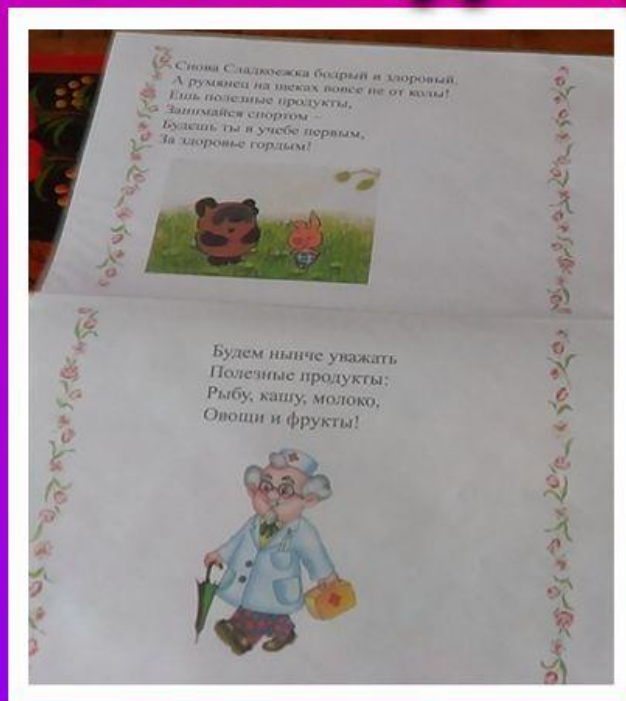 Снова Сладкоежка бодрый и здоровый.
А румянец на щеках вовсе не от колы!
Ешь полезные продукты,
Занимайся спортом -
Будешь ты в учебе первым,
За здоровье гордым!
Будем нынче уважать
Полезные продукты:
Рыбу, кашу, молоко,
Овощи и фрукты!